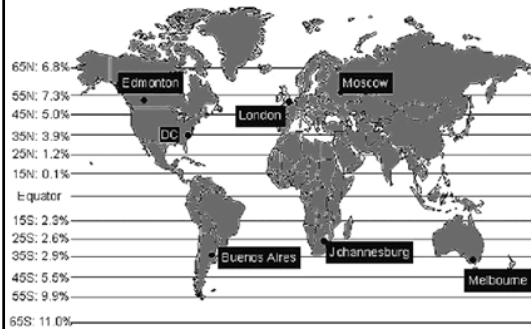 65N: 6.8%
Edmonton
Moscow
55N: 7.3%
45N: 5.0%
London
35N: 3.9%
DC
25N: 1.2%
15N: 0.1%
Equator
15S: 2.3%
25S: 2.6%
35S: 2.9%
Buenos Aires
Johannesburg
45S: 5.5%
Melbourne
55S: 9.9%
65S: 11.0%